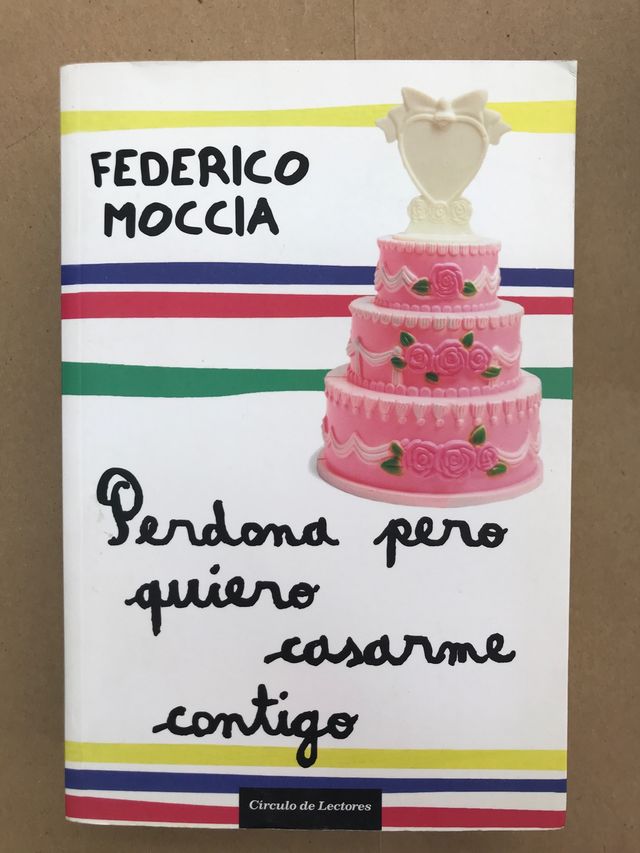 FEDERICO
MOCCIA
Perdona pero
quiero
casarme
contigo
Círculo de Lectores